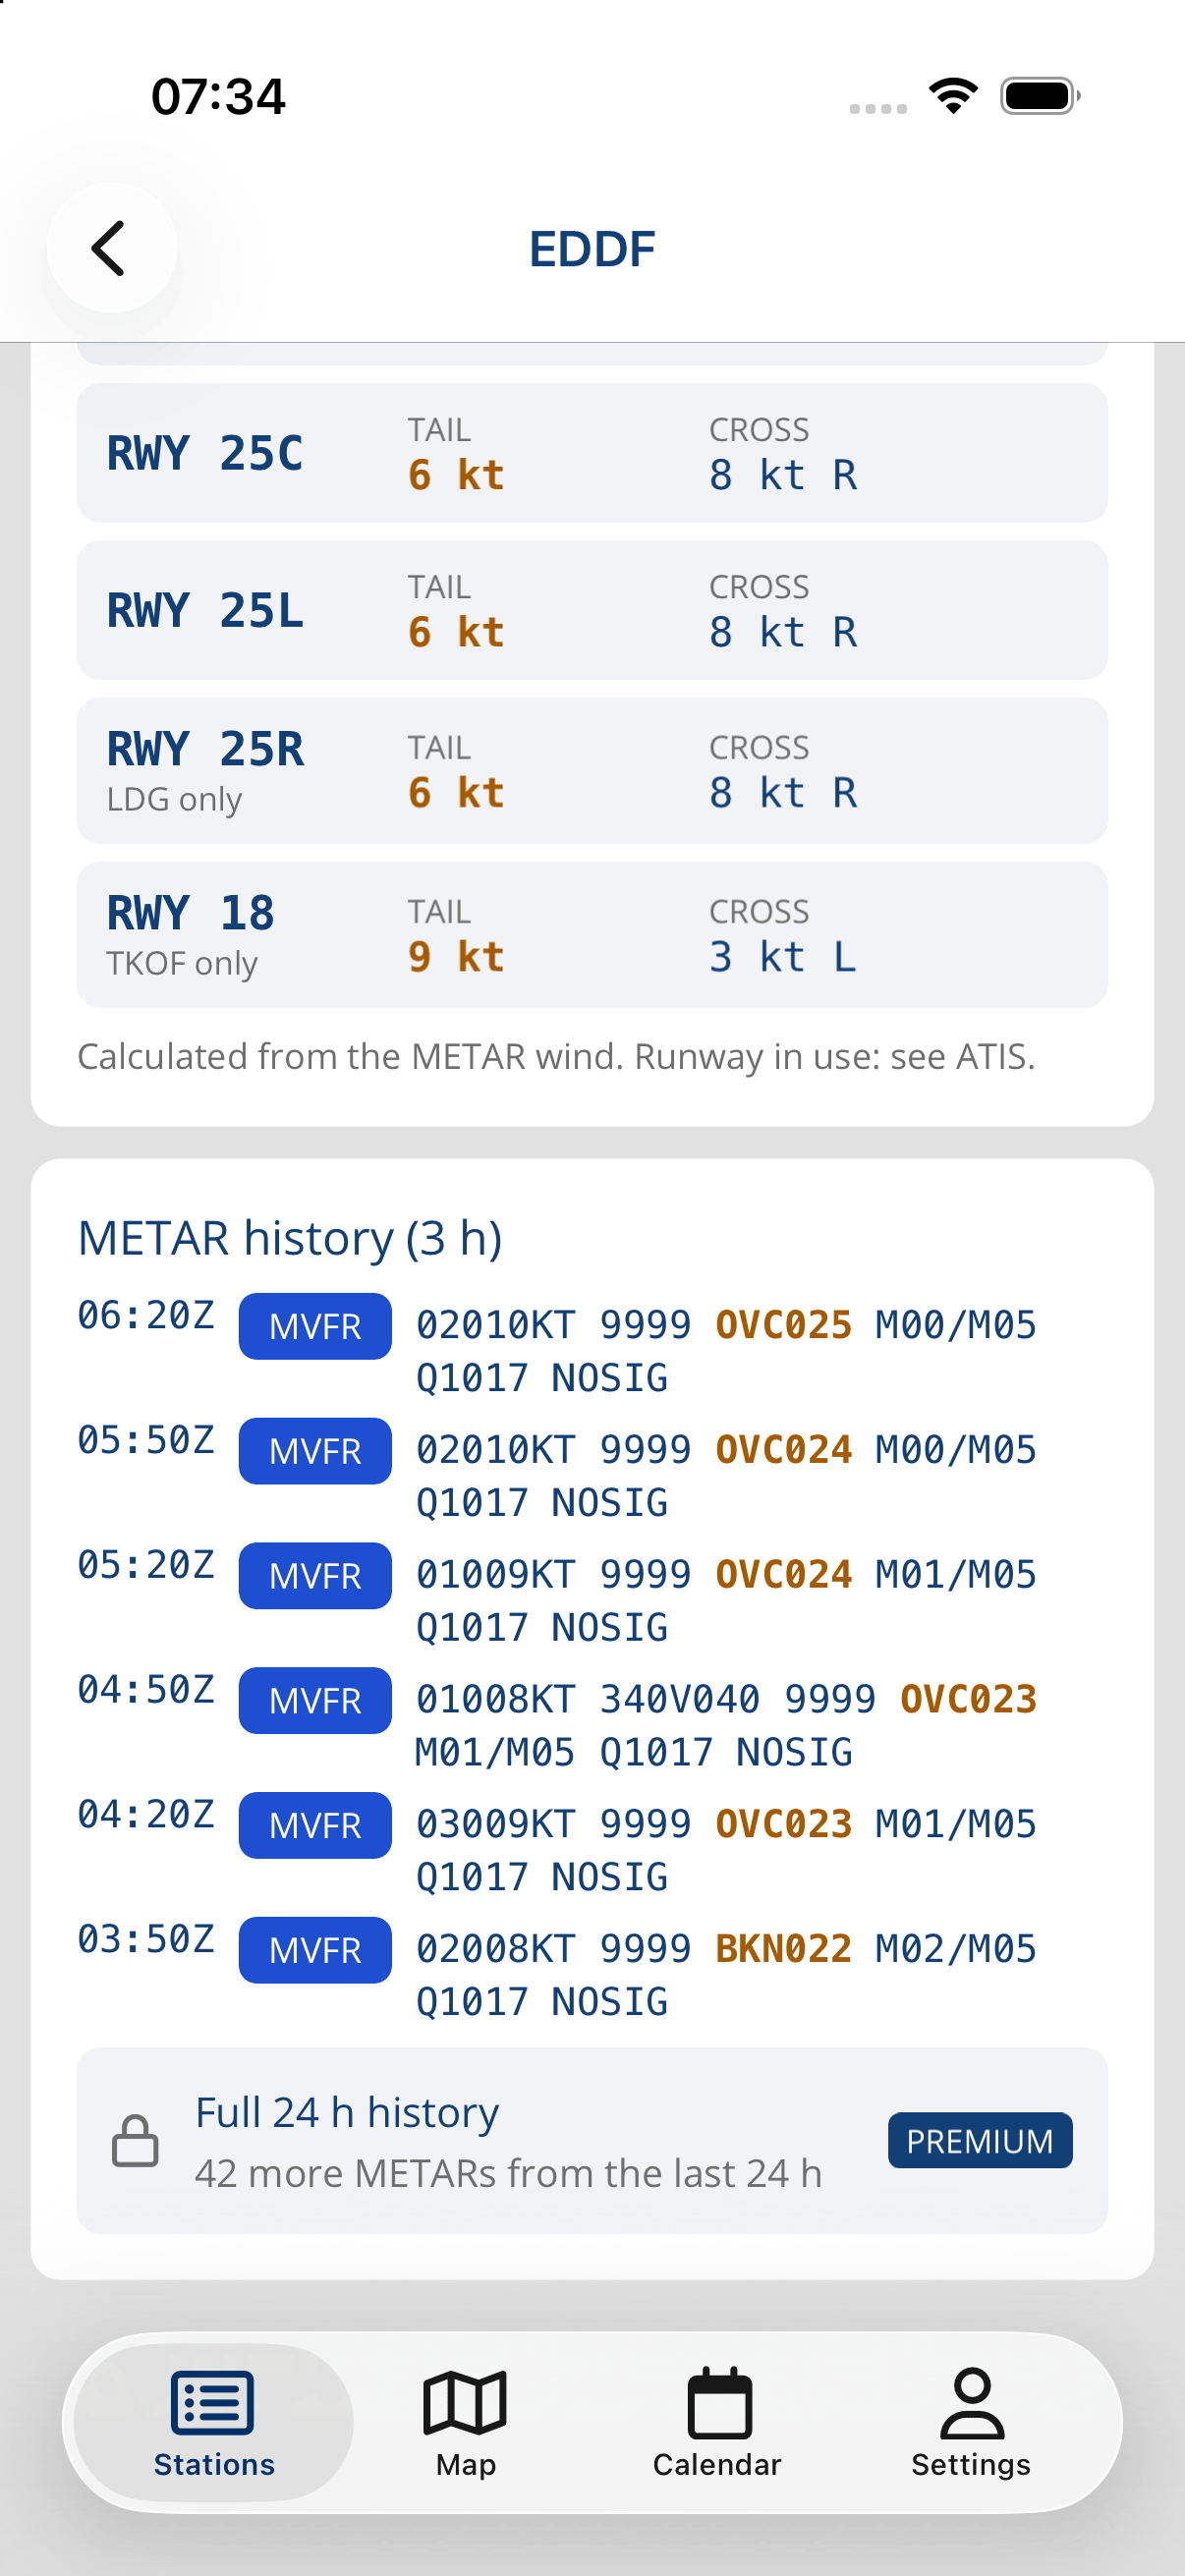 07:34
EDDF
RWY 25C
TAIL
6 kt
CROSS
8 kt R
RWY 25L
TAIL
6 kt
CROSS
8 kt R
RWY 25R
LDG only
TAIL
6 kt
CROSS
8 kt R
RWY 18
TKOF only
TAIL
9 kt
CROSS
3 kt L
Calculated from the METAR wind. Runway in use: see ATIS.
METAR history (3 h)
06:20Z MVFR 02010KT 9999 OVC025 M00/M05
Q1017 NOSIG
05:50Z MVFR 02010KT 9999 OVC024 M00/M05
Q1017 NOSIG
05:20Z MVFR 01009KT 9999 OVC024 M01/M05
Q1017 NOSIG
04:50Z MVFR 01008KT 340V040 9999 OVC023
M01/M05 Q1017 NOSIG
04:20Z MVFR 03009KT 9999 OVC023 M01/M05
Q1017 NOSIG
03:50Z MVFR 02008KT 9999 BKN022 M02/M05
Q1017 NOSIG
Full 24 h history
42 more METARs from the last 24 h
PREMIUM
Stations
Map
Calendar
Settings